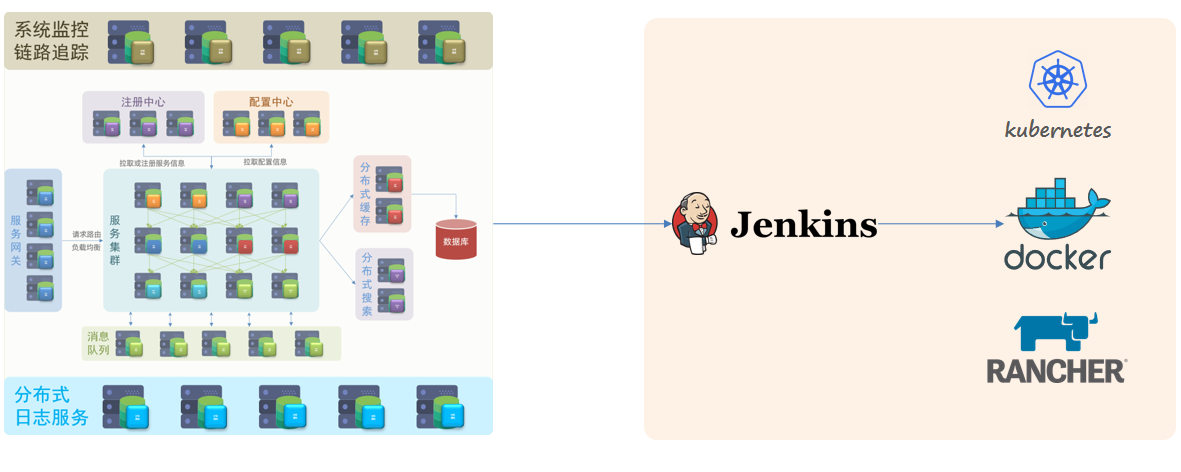 系统监控
链路追踪
注册中心
配置中心
拉取或注册服务信息
拉取配置信息
服务网关
请求路由
负载均衡
服务集群
分布式缓存
数据库
分布式搜索
消息
队列
分布式
日志服务
Jenkins
kubernetes
docker
RANCHER®